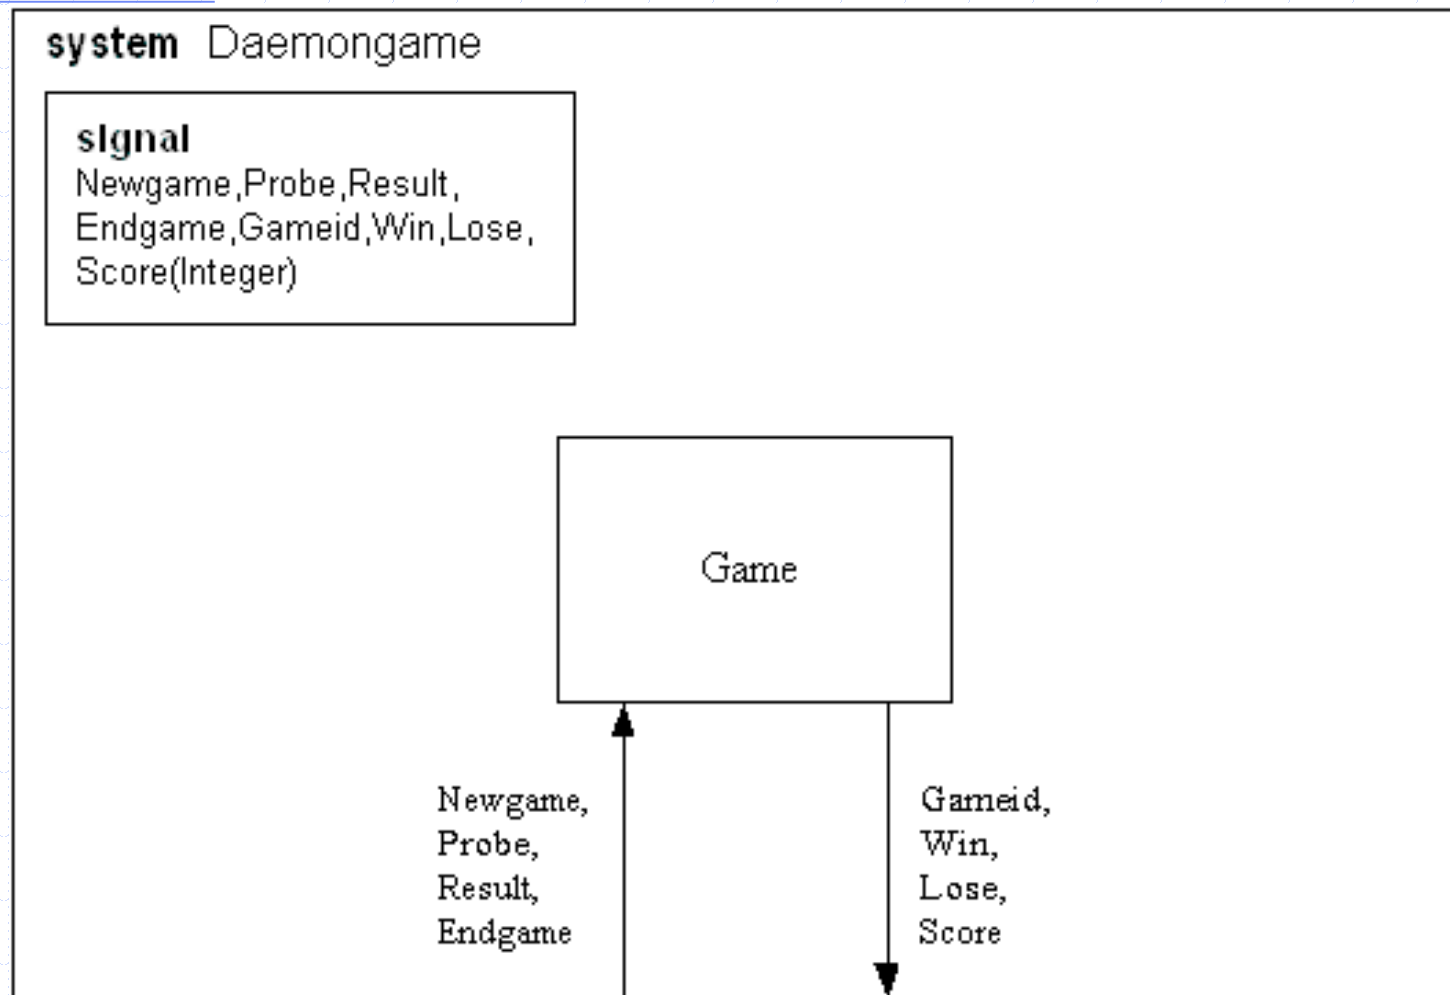 system Daemongame
signal
Newgame,Probe,Result,
Endgame,Gameid,Win,Lose,
Score(Integer)
Game
Newgame,
Probe,
Result,
Endgame
Gameid,
Win,
Lose,
Score